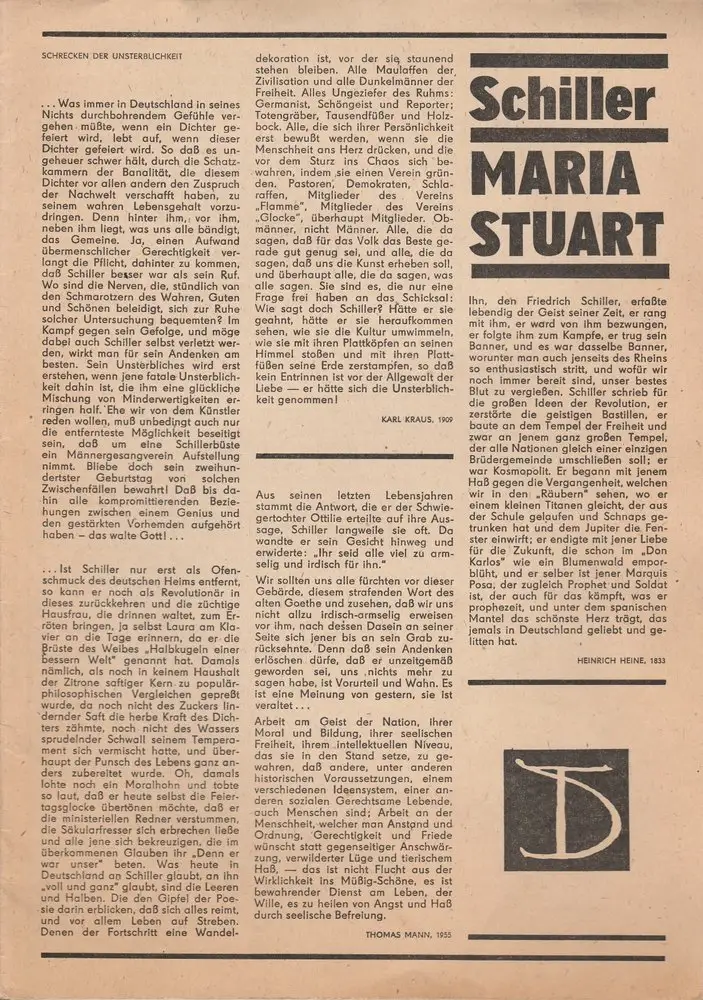 SCHRECKEN DER UNSTERBLICHKEIT
... Was immer in Deutschland in seines
Nichts durchbohrendem Gefühle ver-
gehen müßte, wenn ein Dichter ge-
feiert wird, lebt auf, wenn dieser
Dichter gefeiert wird. So daß es un-
geheuer schwer hält, durch die Schatz-
kammern der Banalität, die diesem
Dichter vor allen andern den Zuspruch
der Nachwelt verschafft haben, zu
seinem wahren Lebensgehalt vorzu-
dringen. Denn hinter ihm, vor ihm,
neben ihm liegt, was uns alle bändigt,
das Gemeine. Ja, einen Aufwand
übermenschlicher Gerechtigkeit ver-
langte die Pflicht, dahinter zu kommen,
daß Schiller besser war als sein Ruf.
Wo sind die Nerven, die, stündlich von
den Schmarotzern des Wahren, Guten
und Schönen beleidigt, sich zur Ruhe
solcher Untersuchung bequemten? Im
Kampf gegen sein Gefolge, und möge
dabei auch Schiller selbst verletzt wer-
den, wirkt man für sein Andenken am
besten. Sein Unsterbliches wird erst
erstehen, wenn jene fatale Unsterblich-
keit dahin ist, die ihm eine glückliche
Mischung von Minderwertigkeiten er-
ringen half. Ehe wir von dem Künstler
reden wollen, muß unbedingt auch nur
die entfernteste Möglichkeit beseitigt
sein, daß um eine Schillerbüste
ein Männergesangverein Aufstellung
nimmt. Bliebe doch sein zweihun-
dertster Geburtstag von solchen
Zwischenfällen bewahrt! Daß bis da-
hin alle kompromittierenden Bezie-
hungen zwischen einem Genius und
den gestärkten Vorhemden aufgehört
haben – das walte Gott! ...
... Ist Schiller nur erst als Ofen-
schmuck des deutschen Heims entfernt,
so kann er noch als Revolutionär in
dieses zurückkehren und die züchtige
Hausfrau, die drinnen waltet, zum Er-
röten bringen, ja selbst Laura am Kla-
vier an die Tage erinnern, da er die
Brüste des Weibes „Halbkugeln einer
bessern Welt" genannt hat. Damals
nämlich, als noch in keinem Haushalt
der Zitrone saftiger Kern zu populär-
philosophischen Vergleichen gepreßt
wurde, da noch nicht des Zuckers lin-
dernder Saft die herbe Kraft des Dich-
ters zähmte, noch nicht des Wassers
sprudelnder Schwall seinem Tempera-
ment sich vermischt hatte, und über-
haupt der Punsch des Lebens ganz an-
ders zubereitet wurde. Oh, damals
lohte noch ein Moralhohn und tobte
so laut, daß er heute selbst die Feier-
tagsglocke übertönen möchte, daß er
die ministeriellen Redner verstummen,
die Säkularfresser sich erbrechen ließe
und alle jene sich bekreuzigen, die im
überkommenen Glauben ihr „Denn er
war unser" beten. Was heute in
Deutschland an Schiller glaubt, an ihn
„voll und ganz" glaubt, sind die Leeren
und Halben. Die den Gipfel der Poe-
sie darin erblicken, daß sich alles reimt,
und vor allem Leben auf Streben.
Denen der Fortschritt eine Wandel-
dekoration ist, vor der sie staunend
stehen bleiben. Alle Maulaffen der
Zivilisation und alle Dunkelmänner der
Freiheit. Alles Ungeziefer des Ruhms:
Germanist, Schöngeist und Reporter;
Totengräber, Tausendfüßer und Holz-
bock. Alle, die sich ihrer Persönlichkeit
erst bewußt werden, wenn sie die
Menschheit ans Herz drücken, und die
vor dem Sturz ins Chaos sich be-
wahren, indem sie einen Verein grün-
den. Pastoren, Demokraten, Schla-
raffen, Mitglieder des Vereins
„Flamme", Mitglieder des Vereins
„Glocke", überhaupt Mitglieder. Ob-
männer, nicht Männer. Alle, die da
sagen, daß für das Volk das Beste ge-
rade gut genug sei, und alle, die da
sagen, daß uns die Kunst erheben soll,
und überhaupt alle, die da sagen, was
alle sagen. Sie sind es, die nur eine
Frage frei haben an das Schicksal:
Wie sagt doch Schiller? Hätte er sie
geahnt, hätte er sie heraufkommen
sehen, wie sie die Kultur umwimmeln,
wie sie mit ihren Plattköpfen an seinen
Himmel stoßen und mit ihren Platt-
füßen seine Erde zerstampfen, so daß
kein Entrinnen ist vor der Allgewalt der
Liebe – er hätte sich die Unsterblich-
keit genommen!
KARL KRAUS, 1909
Aus seinen letzten Lebensjahren
stammt die Antwort, die er der Schwie-
gertochter Ottilie erteilte auf ihre Aus-
sage, Schiller langweile sie oft. Da
wandte er sein Gesicht hinweg und
erwiderte: „Ihr seid alle viel zu arm-
selig und irdisch für ihn."
Wir sollten uns alle fürchten vor dieser
Gebärde, diesem strafenden Wort des
alten Goethe und zusehen, daß wir uns
nicht allzu irdisch-armselig erweisen
vor ihm, nach dessen Dasein an seiner
Seite sich jener bis an sein Grab zu-
rücksehnte. Denn daß sein Andenken
erlöschen dürfe, daß er unzeitgemäß
geworden sei, uns nichts mehr zu
sagen habe, ist Vorurteil und Wahn. Es
ist eine Meinung von gestern, sie ist
veraltet ...
Arbeit am Geist der Nation, ihrer
Moral und Bildung, ihrer seelischen
Freiheit, ihrem intellektuellen Niveau,
das sie in den Stand setze, zu ge-
wahren, daß andere, unter anderen
historischen Voraussetzungen, einem
verschiedenen Ideensystem, einer an-
deren sozialen Gerechtsame Lebende,
auch Menschen sind; Arbeit an der
Menschheit, welcher man Anstand und
Ordnung, Gerechtigkeit und Friede
wünscht statt gegenseitiger Anschwär-
zung, verwilderter Lüge und tierischem
Haß, – das ist nicht Flucht aus der
Wirklichkeit ins Müßig-Schöne, es ist
bewahrender Dienst am Leben, der
Wille, es zu heilen von Angst und Haß
durch seelische Befreiung.
THOMAS MANN, 1955
Schiller
MARIA
STUART
Ihn, den Friedrich Schiller, erfaßte
lebendig der Geist seiner Zeit, er rang
mit ihm, er ward von ihm bezwungen,
er folgte ihm zum Kampfe, er trug sein
Banner, und es war dasselbe Banner,
worunter man auch jenseits des Rheins
so enthusiastisch stritt, und wofür wir
noch immer bereit sind, unser bestes
Blut zu vergießen. Schiller schrieb für
die großen Ideen der Revolution, er
zerstörte die geistigen Bastillen, er
baute an dem Tempel der Freiheit und
zwar an jenem ganz großen Tempel,
der alle Nationen gleich einer einzigen
Brüdergemeinde umschließen soll; er
war Kosmopolit. Er begann mit jenem
Haß gegen die Vergangenheit, welchen
wir in den „Räubern" sehen, wo er
einem kleinen Titanen gleicht, der aus
der Schule gelaufen und Schnaps ge-
trunken hat und dem Jupiter die Fen-
ster einwirft; er endigte mit jener Liebe
für die Zukunft, die schon im „Don
Karlos" wie ein Blumenwald empor-
blüht, und er selber ist jener Marquis
Posa, der zugleich Prophet und Soldat
ist, der auch für das kämpft, was er
prophezeit, und unter dem spanischen
Mantel das schönste Herz trägt, das
jemals in Deutschland geliebt und ge-
litten hat.
HEINRICH HEINE, 1833
DT